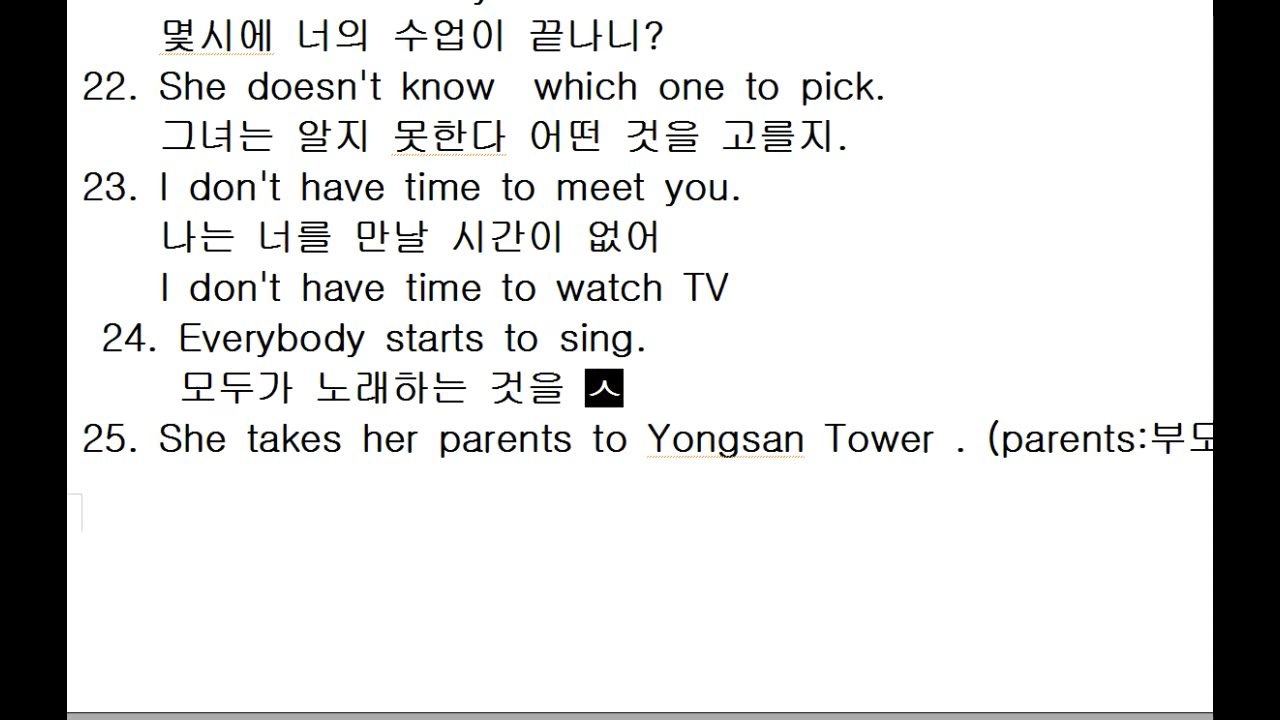 몇시에 너의 수업이 끝나니?
22. She doesn't know which one to pick.
그녀는 알지 못한다 어떤 것을 고를지.
23. I don't have time to meet you.
나는 너를 만날 시간이 없어
I don't have time to watch TV
24. Everybody starts to sing.
모두가 노래하는 것을 ㅅ
25. She takes her parents to Yongsan Tower . (parents:부